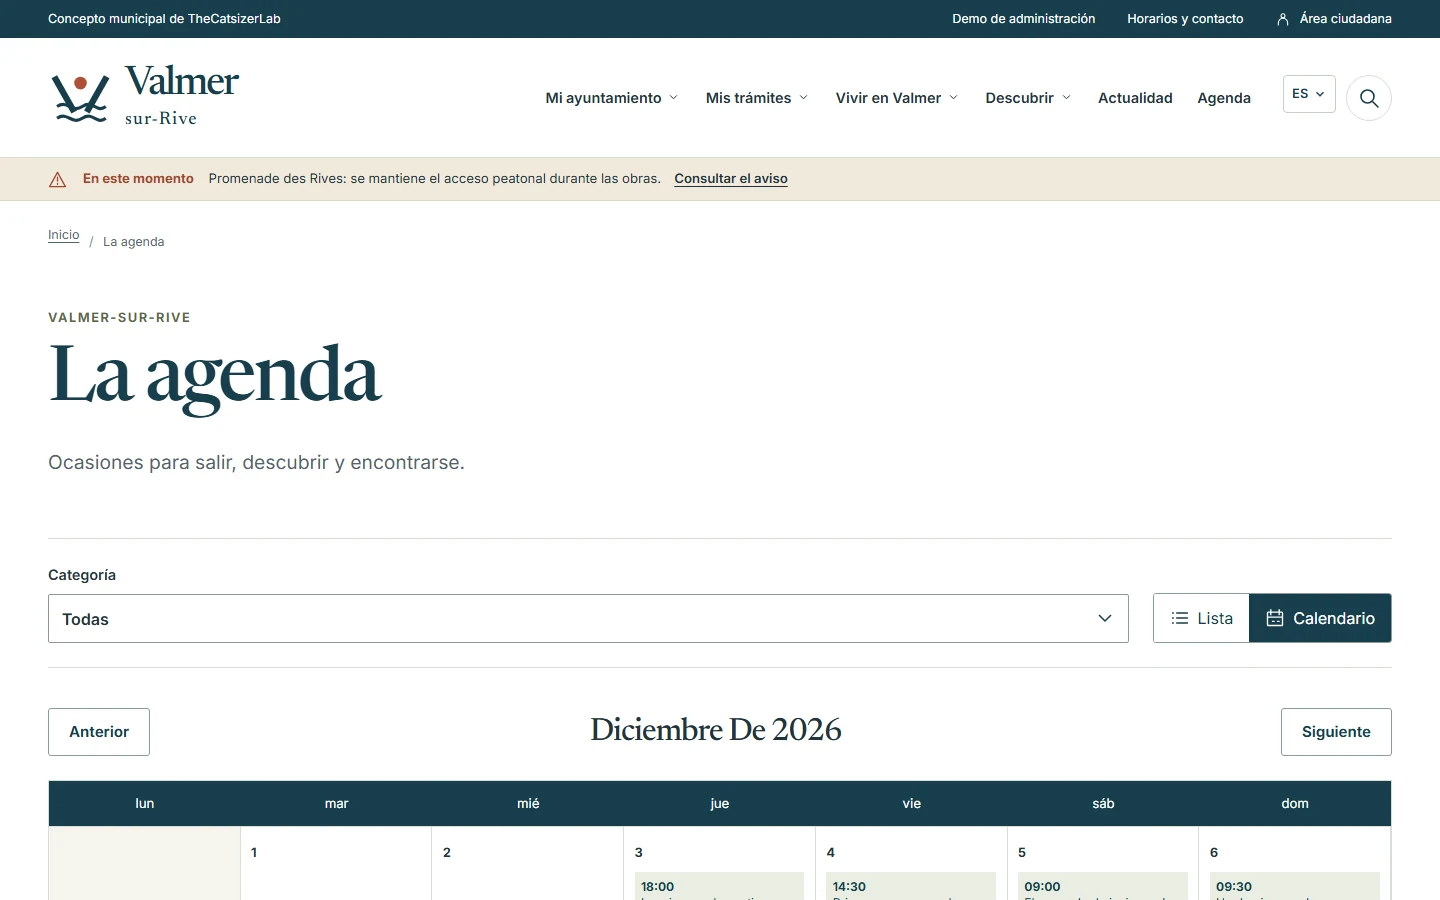 Concepto municipal de TheCatsizerLab
Demo de administración
Horarios y contacto
Área ciudadana
Valmer
sur-Rive
Mi ayuntamiento
Mis trámites
Vivir en Valmer
Descubrir
Actualidad
Agenda
ES
En este momento Promenade des Rives: se mantiene el acceso peatonal durante las obras. Consultar el aviso
Inicio / La agenda
VALMER-SUR-RIVE
La agenda
Ocasiones para salir, descubrir y encontrarse.
Categoría
Todas
Lista
Calendario
Anterior
Diciembre De 2026
Siguiente
lun mar mié jue vie sáb dom
1 2 3 4 5 6
18:00 14:30 09:00 09:30